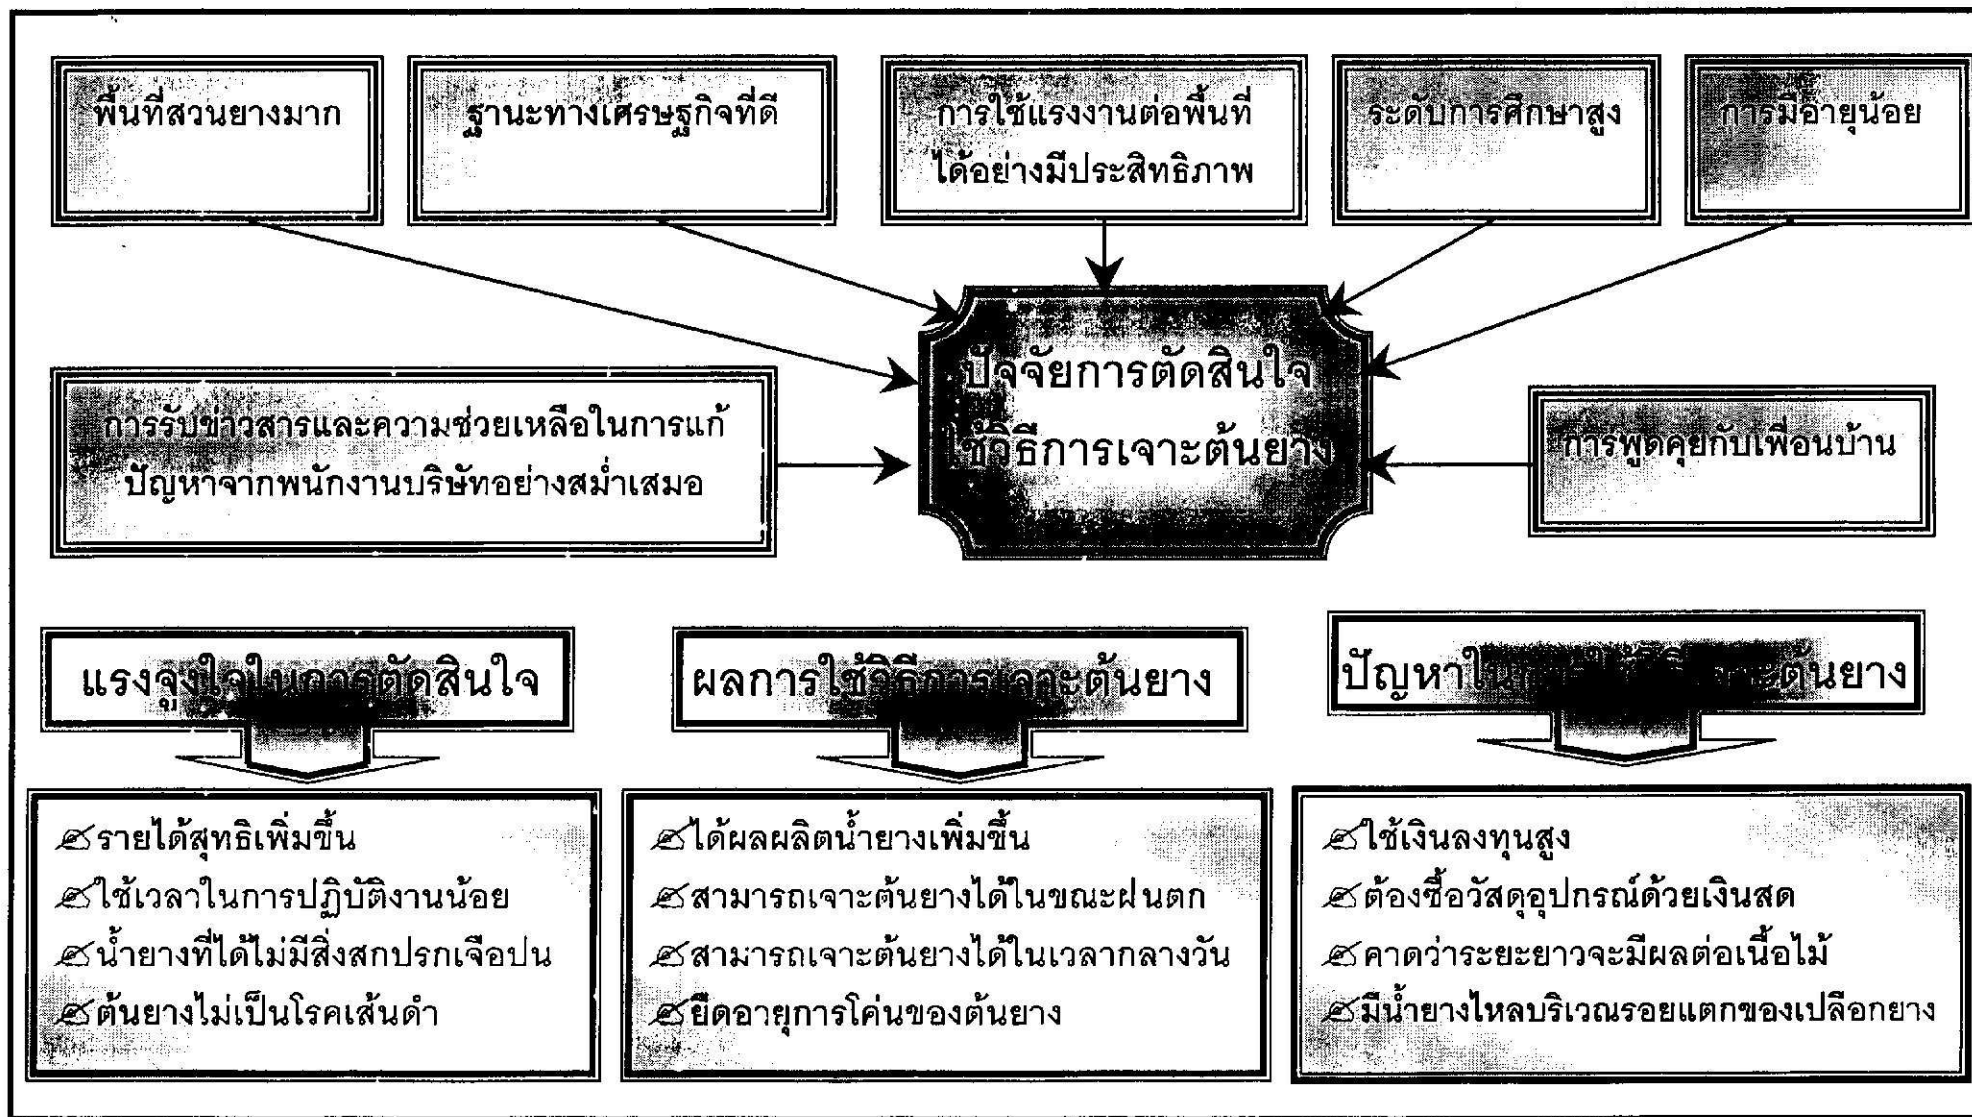 พื้นที่สวนยางมาก
ฐานะทางเศรษฐกิจที่ดี
การใช้แรงงานต่อพื้นที่
ได้อย่างมีประสิทธิภาพ
ระดับการศึกษาสูง
การมีอายุน้อย
ปัจจัยการตัดสินใจ
ใช้วิธีการเจาะต้นยาง
การรับข่าวสารและความช่วยเหลือในการแก้
ปัญหาจากพนักงานบริษัทอย่างสม่ำเสมอ
การพูดคุยกับเพื่อนบ้าน
แรงจูงใจในการตัดสินใจ
รายได้สุทธิเพิ่มขึ้น
ใช้เวลาในการปฏิบัติงานน้อย
น้ำยางที่ได้ไม่มีสิ่งสกปรกเจือปน
ต้นยางไม่เป็นโรคเส้นดำ
ผลการใช้วิธีการเจาะต้นยาง
ได้ผลผลิตน้ำยางเพิ่มขึ้น
สามารถเจาะต้นยางได้ในขณะฝนตก
สามารถเจาะต้นยางได้ในเวลากลางวัน
ยืดอายุการโค่นของต้นยาง
ปัญหาใน ต้นยาง
ใช้เงินลงทุนสูง
ต้องซื้อวัสดุอุปกรณ์ด้วยเงินสด
คาดว่าระยะยาวจะมีผลต่อเนื้อไม้
มีน้ำยางไหลบริเวณรอยแตกของเปลือกยาง